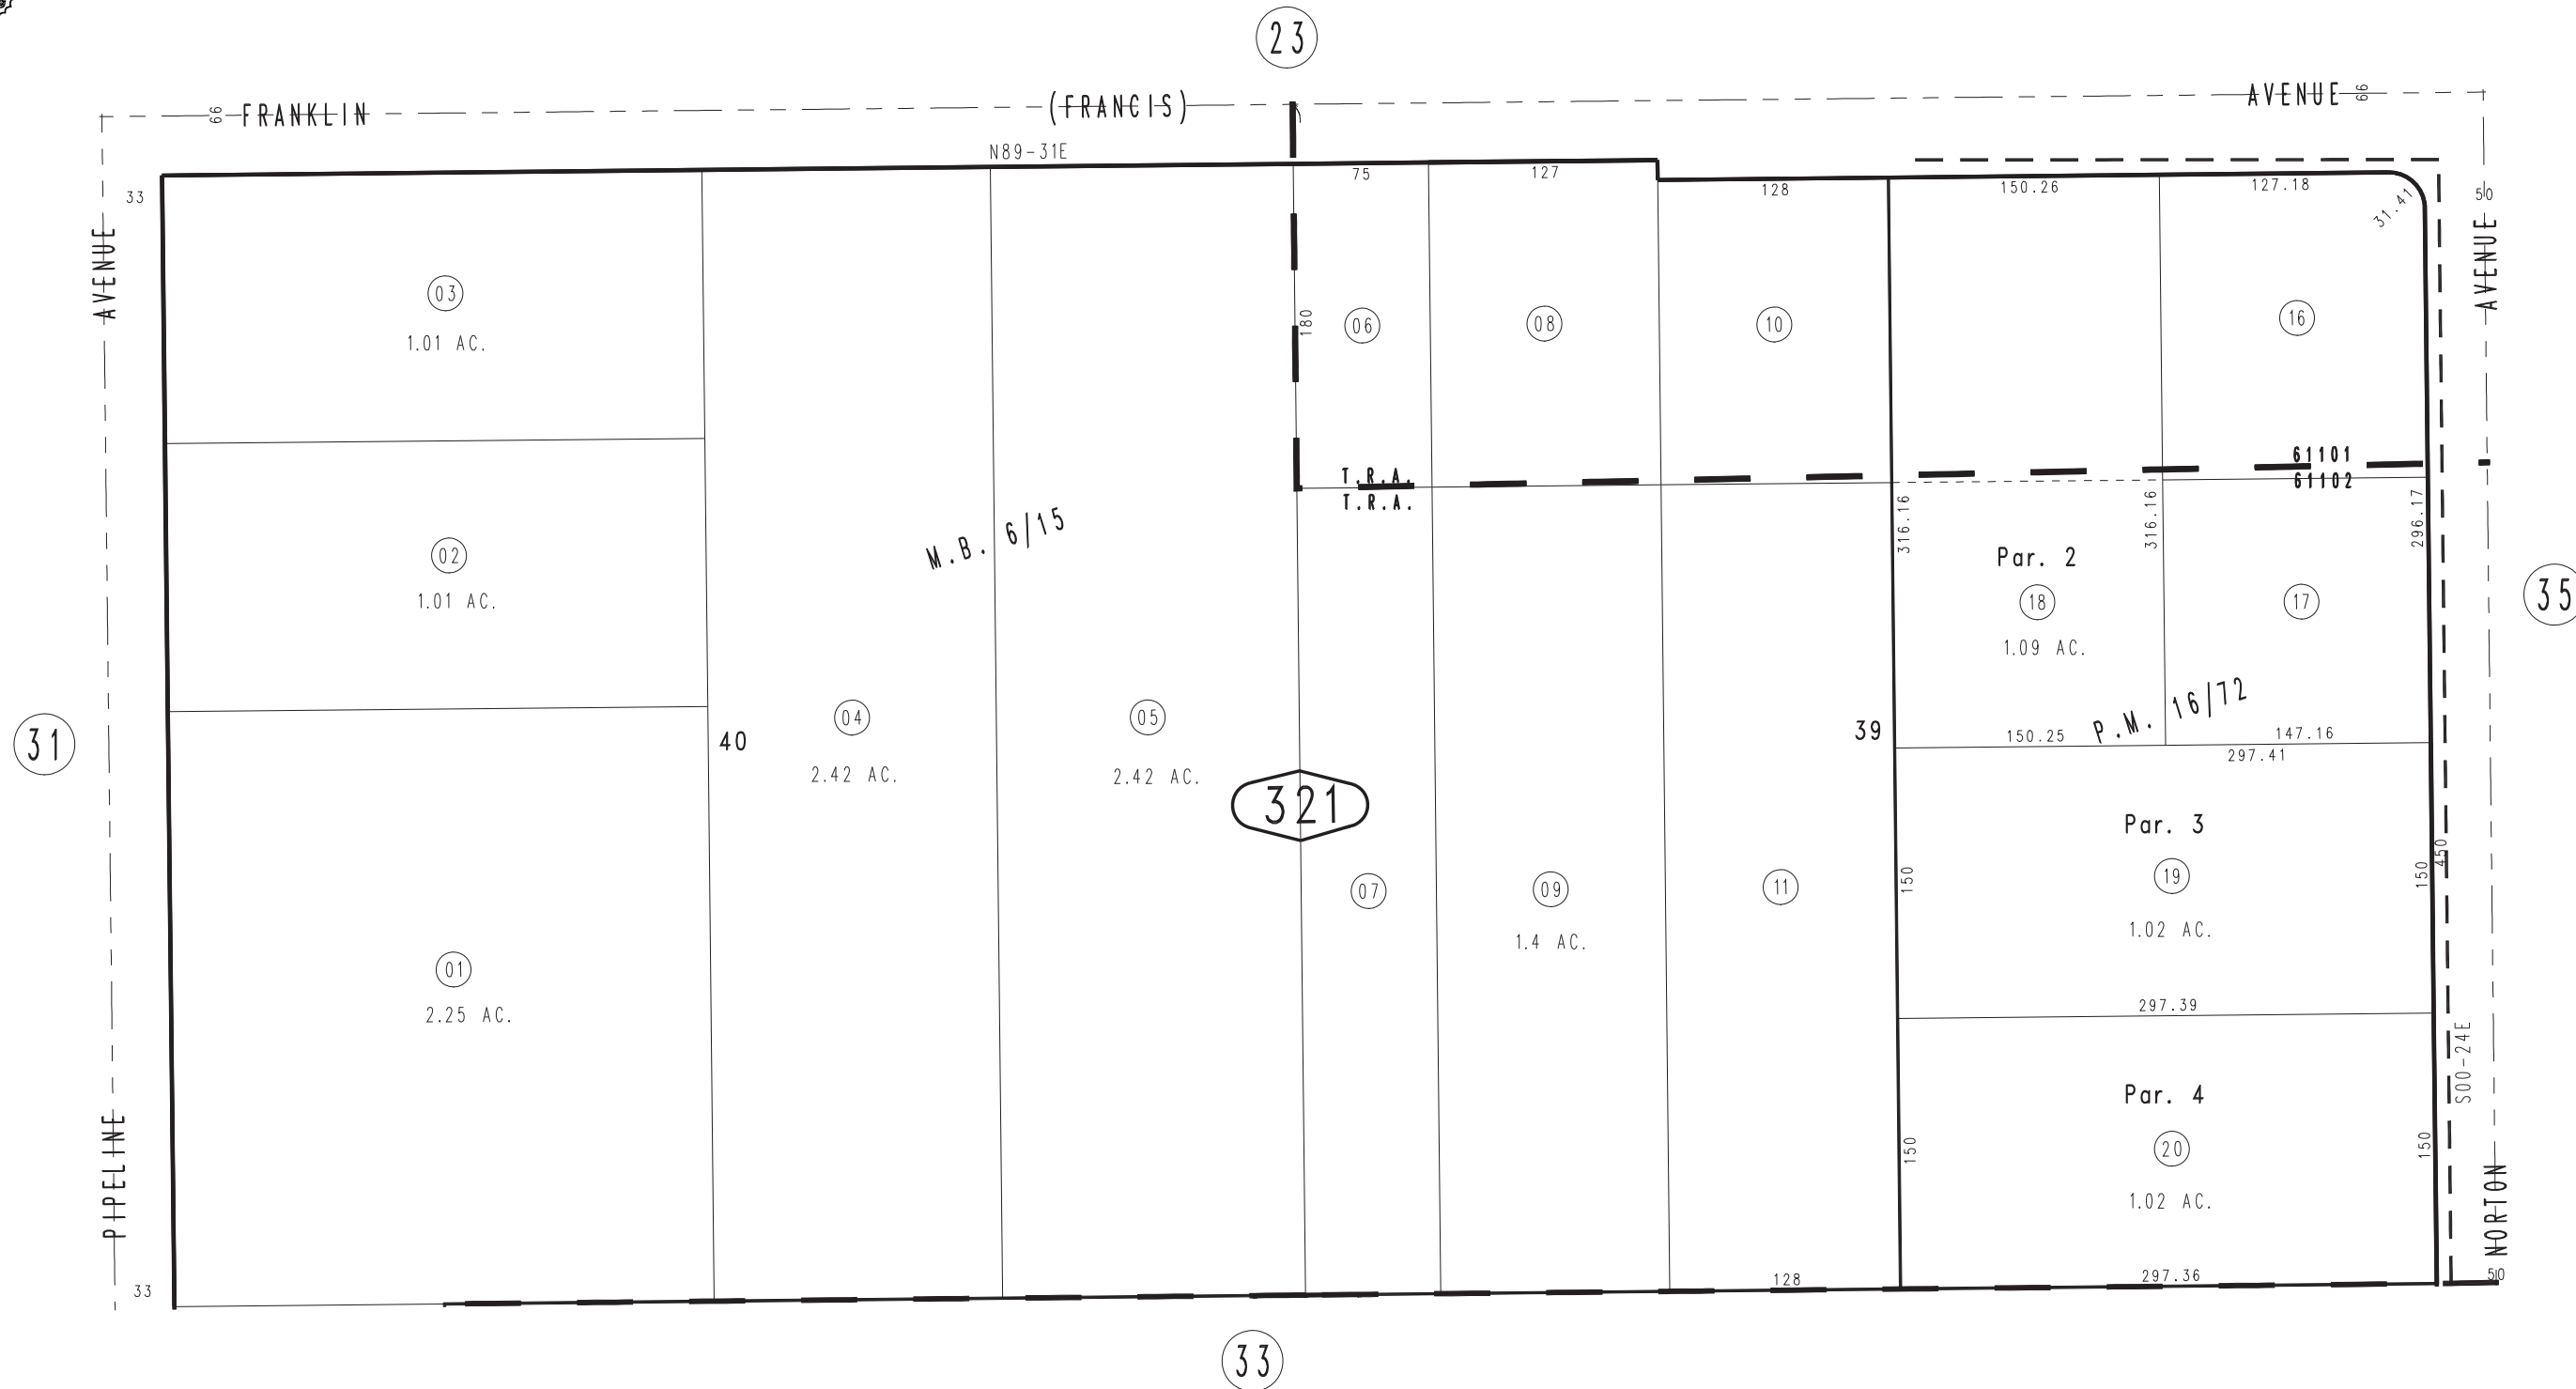 23
66 FRANKLIN (FRANCIS) AVENUE 66
N89-31E
33
75
127
128
150.26
127.18
31.41
50
AVENUE
AVENUE
03
1.01 AC.
180
06
08
10
16
T.R.A. 61101
T.R.A. 61102
M.B. 6/15
02
1.01 AC.
316.16
316.16
296.17
Par. 2
18
1.09 AC.
17
35
P.M. 16/72
31
40
04
2.42 AC.
05
2.42 AC.
39
150.25
147.16
297.41
321
Par. 3
19
1.02 AC.
150
150
450
07
09
1.4 AC.
11
01
2.25 AC.
297.39
S00-24E
Par. 4
20
1.02 AC.
150
150
PIPELINE
NORTON
33
128
297.36
50
33